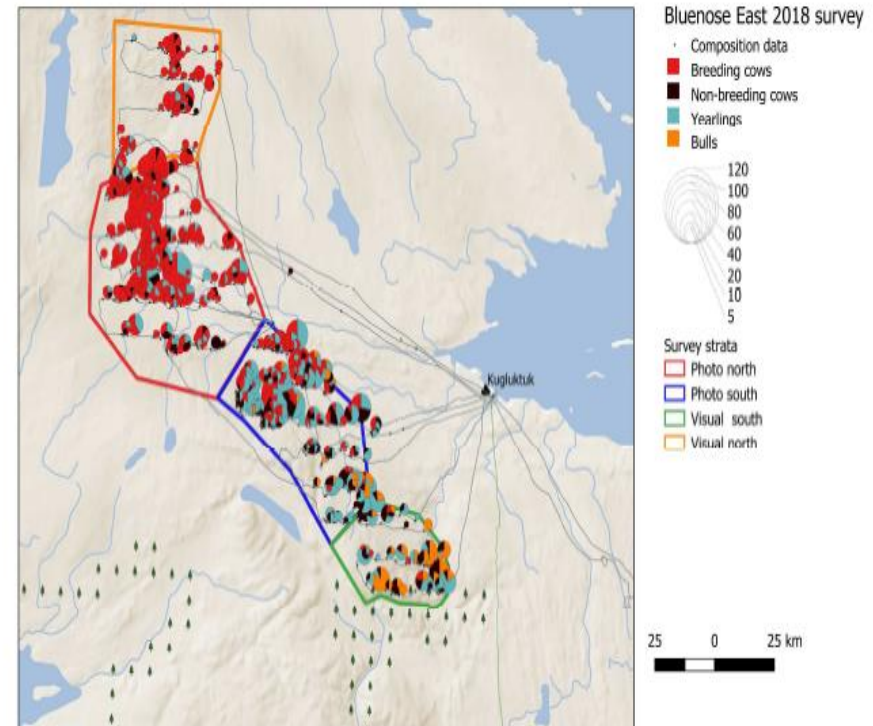 Bluenose East 2018 survey
Composition data
Breeding cows
Non-breeding cows
Yearlings
Bulls
120
100
80
60
40
20
10
5
Survey strata
Photo north
Photo south
Visual south
Visual north
Kugluktuk
25 0 25 km